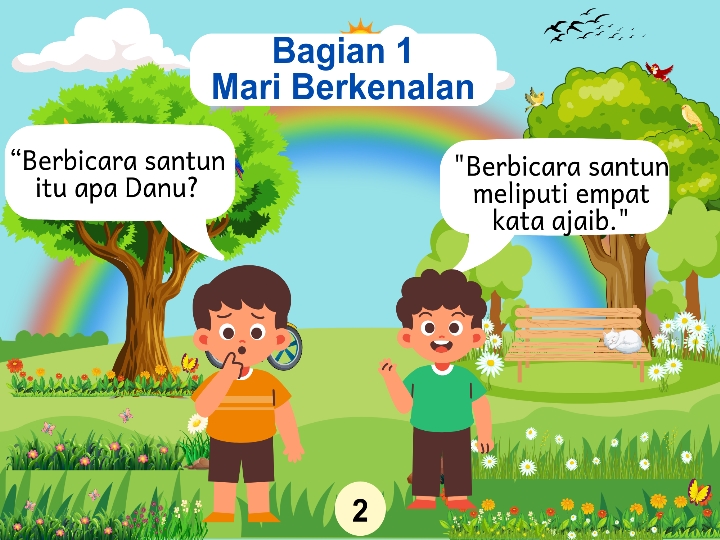 Bagian 1
Mari Berkenalan
“Berbicara santun
itu apa Danu?
"Berbicara santun
meliputi empat
kata ajaib."
2